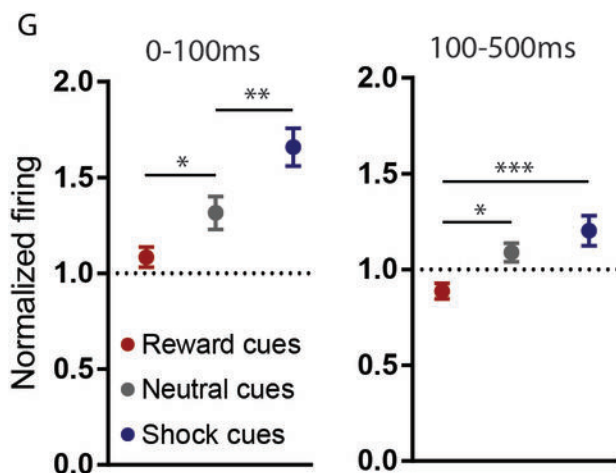 G
0-100ms
100-500ms
Normalized firing
2.0
1.5
1.0
0.5
0.0
*
**
Reward cues
Neutral cues
Shock cues
2.0
1.5
1.0
0.5
0.0
***
*